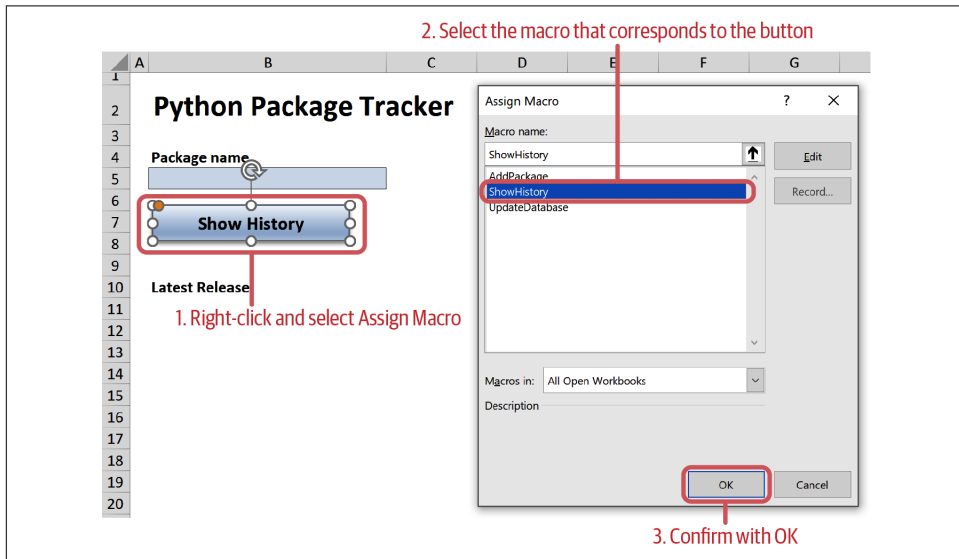 2. Select the macro that corresponds to the button
A B C D E F G
1
2 Python Package Tracker
3
4 Package name
5
6
7 Show History
8
9
10 Latest Release
11
12
13
14
15
16
17
18
19
20
1. Right-click and select Assign Macro
Assign Macro ? X
Macro name:
ShowHistory
Edit
AddPackage
ShowHistory
Record...
UpdateDatabase
Macros in: All Open Workbooks
Description
OK Cancel
3. Confirm with OK